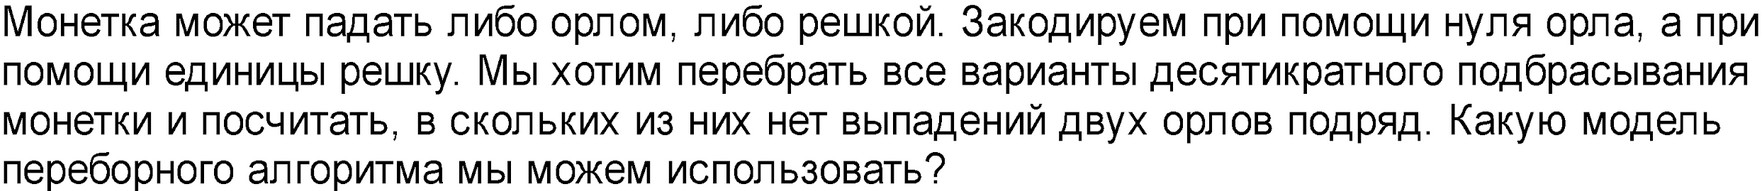 Монетка может падать либо орлом, либо решкой. Закодируем при помощи нуля орла, а при
помощи единицы решку. Мы хотим перебрать все варианты десятикратного подбрасывания
монетки и посчитать, в скольких из них нет выпадений двух орлов подряд. Какую модель
переборного алгоритма мы можем использовать?